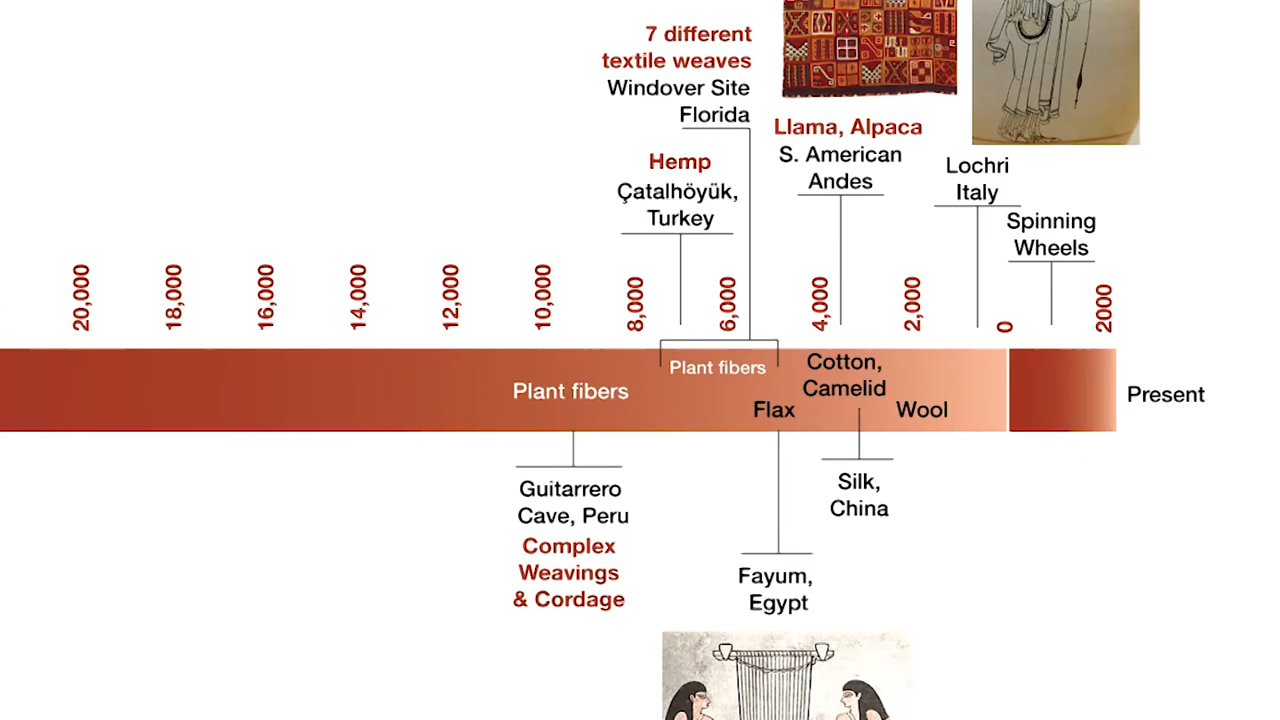 7 different
textile weaves
Windover Site
Florida
Llama, Alpaca
S. American
Andes
Hemp
Çatalhöyük,
Turkey
Lochri
Italy
Spinning
Wheels
20,000
18,000
16,000
14,000
12,000
10,000
8,000
6,000
4,000
2,000
0
2000
Plant fibers
Plant fibers
Cotton,
Camelid
Flax
Wool
Present
Guitarrero
Cave, Peru
Complex
Weavings
& Cordage
Silk,
China
Fayum,
Egypt